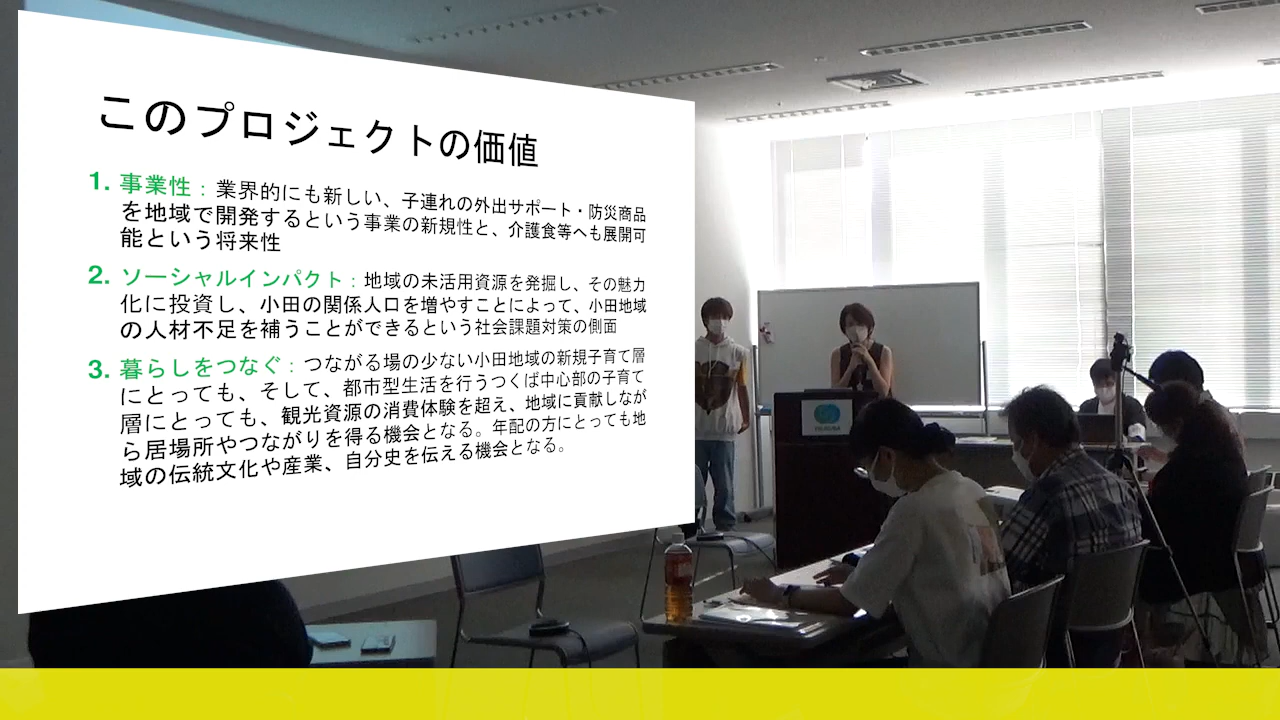 このプロジェクトの価値
1. 事業性：業界的にも新しい、子連れの外出サポート・防災商品
を地域で開発するという事業の新規性と、介護食等へも展開可
能という将来性
2. ソーシャルインパクト：地域の未活用資源を発掘し、その魅力
化に投資し、小田の関係人口を増やすことによって、小田地域
の人材不足を補うことができるという社会課題対策の側面
3. 暮らしをつなぐ：つながる場の少ない小田地域の新規子育て層
にとっても、そして、都市型生活を行うつくば中心部の子育て
層にとっても、観光資源の消費体験を超え、地域に貢献しなが
ら居場所やつながりを得る機会となる。年配の方にとっても地
域の伝統文化や産業、自分史を伝える機会となる。